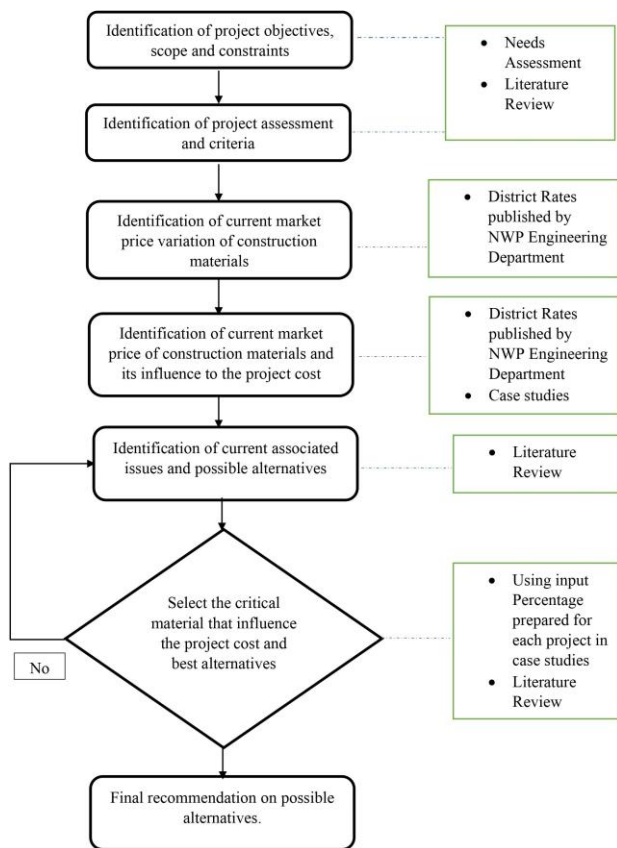 Identification of project objectives,
scope and constraints
• Needs
Assessment
• Literature
Review
Identification of project assessment
and criteria
Identification of current market
price variation of construction
materials
• District Rates
published by
NWP Engineering
Department
Identification of current market
price of construction materials and
its influence to the project cost
• District Rates
published by
NWP Engineering
Department
• Case studies
Identification of current associated
issues and possible alternatives
• Literature
Review
Select the critical
material that influence
the project cost and
best alternatives
No
• Using input
Percentage
prepared for
each project in
case studies
• Literature
Review
Final recommendation on possible
alternatives.